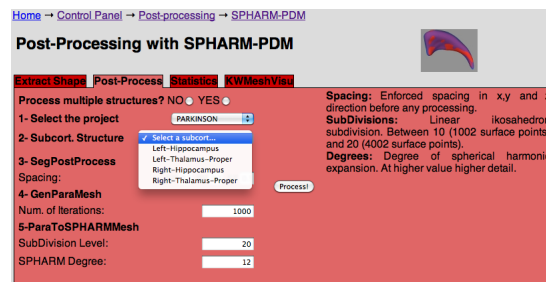 Home → Control Panel → Post-processing → SPHARM-PDM
Post-Processing with SPHARM-PDM
Extract Shape Post-Process Statistics KWMeshVisu
Process multiple structures? NO YES
1- Select the project PARKINSON
2- Subcort. Structure ✓ Select a subcort...
Left-Hippocampus
Left-Thalamus-Proper
Right-Hippocampus
Right-Thalamus-Proper
3- SegPostProcess
Spacing:
Process!
4- GenParaMesh
Num. of Iterations: 1000
5-ParaToSPHARMMesh
SubDivision Level: 20
SPHARM Degree: 12
Spacing: Enforced spacing in x,y and
direction before any processing.
SubDivisions: Linear ikosahedron
subdivision. Between 10 (1002 surface points
and 20 (4002 surface points).
Degrees: Degree of spherical harmonic
expansion. At higher value higher detail.